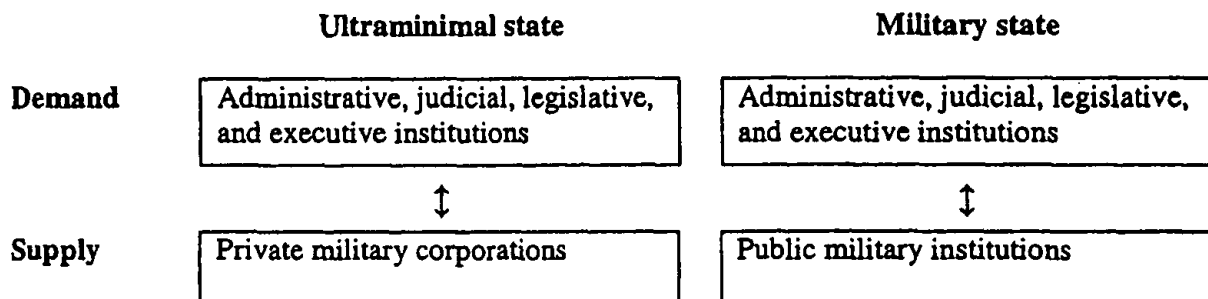 Ultraminimal state Military state
Demand Administrative, judicial, legislative, Administrative, judicial, legislative,
and executive institutions and executive institutions
↕ ↕
Supply Private military corporations Public military institutions